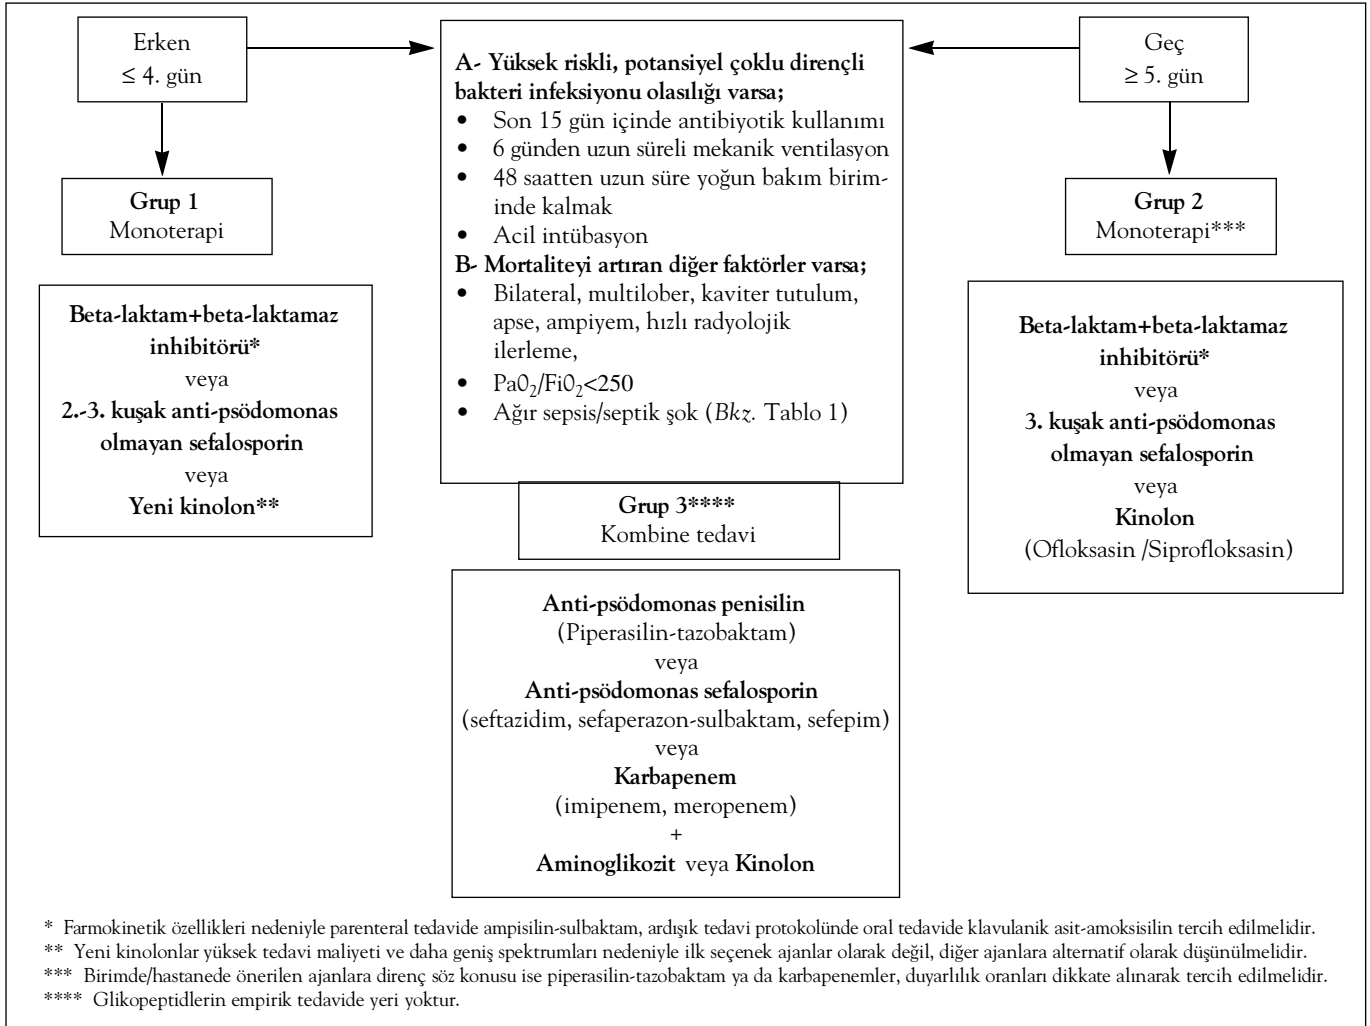 Erken
≤ 4. gün
Grup 1
Monoterapi
Beta-laktam+beta-laktamaz
inhibitörü*
veya
2.-3. kuşak anti-psödomonas
olmayan sefalosporin
veya
Yeni kinolon**
A- Yüksek riskli, potansiyel çoklu dirençli
bakteri infeksiyonu olasılığı varsa;
• Son 15 gün içinde antibiyotik kullanımı
• 6 günden uzun süreli mekanik ventilasyon
• 48 saatten uzun süre yoğun bakım birim-
inde kalmak
• Acil intübasyon
B- Mortaliteyi artıran diğer faktörler varsa;
• Bilateral, multilober, kaviter tutulum,
apse, ampiyem, hızlı radyolojik
ilerleme,
• Pa0₂/Fi0₂<250
• Ağır sepsis/septik şok (Bkz. Tablo 1)
Grup 3****
Kombine tedavi
Anti-psödomonas penisilin
(Piperasilin-tazobaktam)
veya
Anti-psödomonas sefalosporin
(seftazidim, sefaperazon-sulbaktam, sefepim)
veya
Karbapenem
(imipenem, meropenem)
+
Aminoglikozit veya Kinolon
Geç
≥ 5. gün
Grup 2
Monoterapi***
Beta-laktam+beta-laktamaz
inhibitörü*
veya
3. kuşak anti-psödomonas
olmayan sefalosporin
veya
Kinolon
(Ofloksasin /Siprofloksasin)
* Farmokinetik özellikleri nedeniyle parenteral tedavide ampisilin-sulbaktam, ardışık tedavi protokolünde oral tedavide klavulanik asit-amoksisilin tercih edilmelidir.
** Yeni kinolonlar yüksek tedavi maliyeti ve daha geniş spektrumları nedeniyle ilk seçenek ajanlar olarak değil, diğer ajanlara alternatif olarak düşünülmelidir.
*** Birimde/hastanede önerilen ajanlara direnç söz konusu ise piperasilin-tazobaktam ya da karbapenemler, duyarlılık oranları dikkate alınarak tercih edilmelidir.
**** Glikopeptidlerin empirik tedavide yeri yoktur.